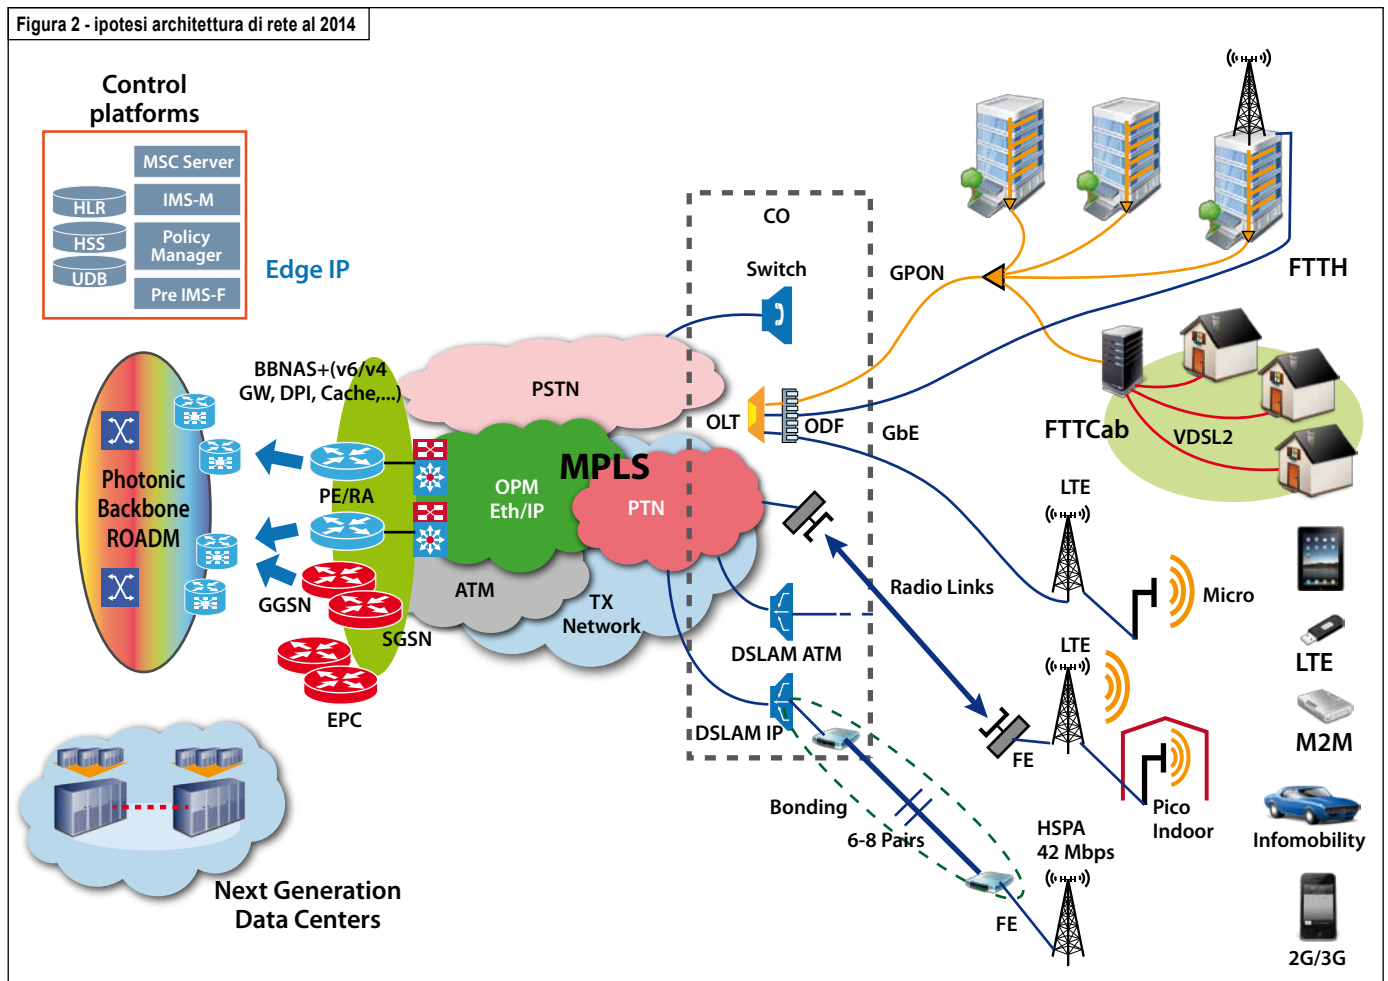 Figura 2 - ipotesi architettura di rete al 2014
Control
platforms
MSC Server
HLR
IMS-M
HSS
Policy
Manager
UDB
Pre IMS-F
Edge IP
CO
Switch
GPON
FTTH
BBNAS+(v6/v4
GW, DPI, Cache,...)
PSTN
OLT
ODF
GbE
FTTCab
VDSL2
Photonic
Backbone
ROADM
PE/RA
MPLS
OPM
Eth/IP
PTN
LTE
GGSN
ATM
TX
Network
SGSN
Radio Links
Micro
DSLAM ATM
LTE
LTE
EPC
DSLAM IP
FE
M2M
Bonding
6-8 Pairs
HSPA
42 Mbps
Pico
Indoor
Infomobility
Next Generation
Data Centers
FE
2G/3G